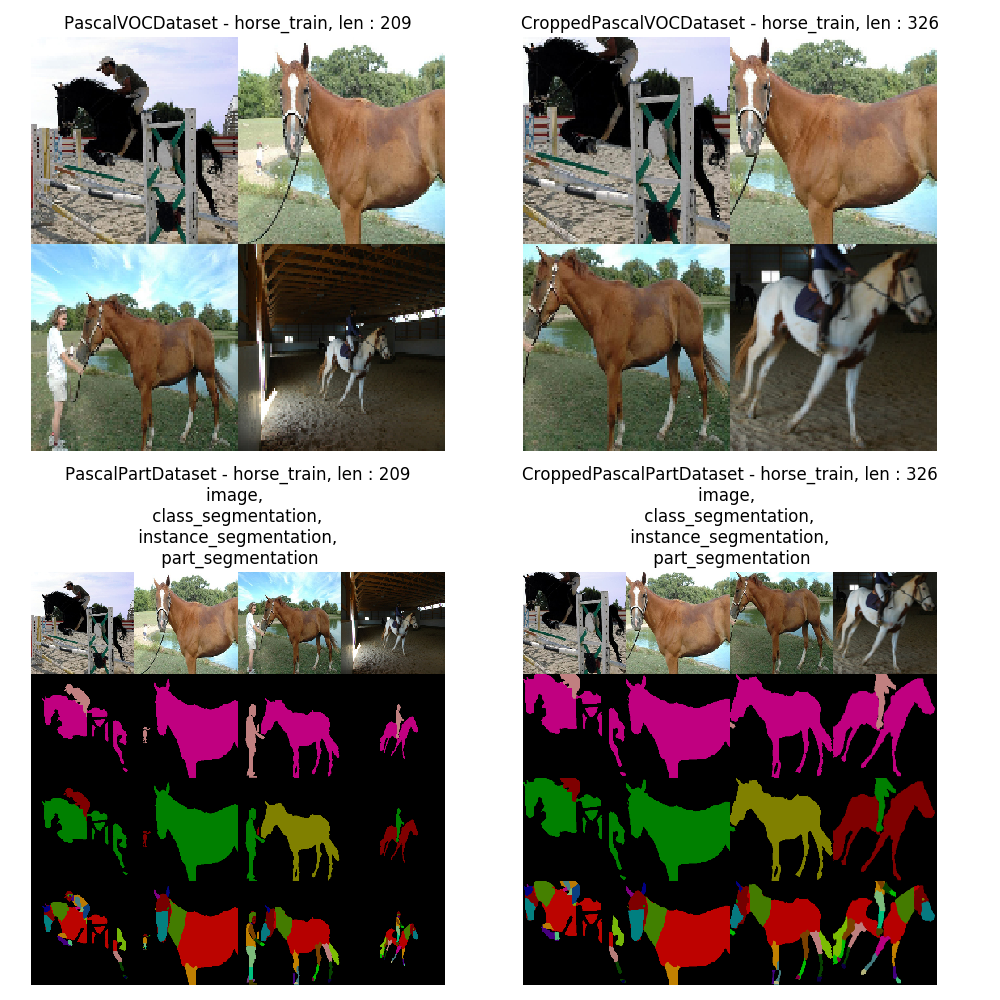 PascalVOCDataset - horse_train, len : 209
CroppedPascalVOCDataset - horse_train, len : 326
PascalPartDataset - horse_train, len : 209
image,
class_segmentation,
instance_segmentation,
part_segmentation
CroppedPascalPartDataset - horse_train, len : 326
image,
class_segmentation,
instance_segmentation,
part_segmentation